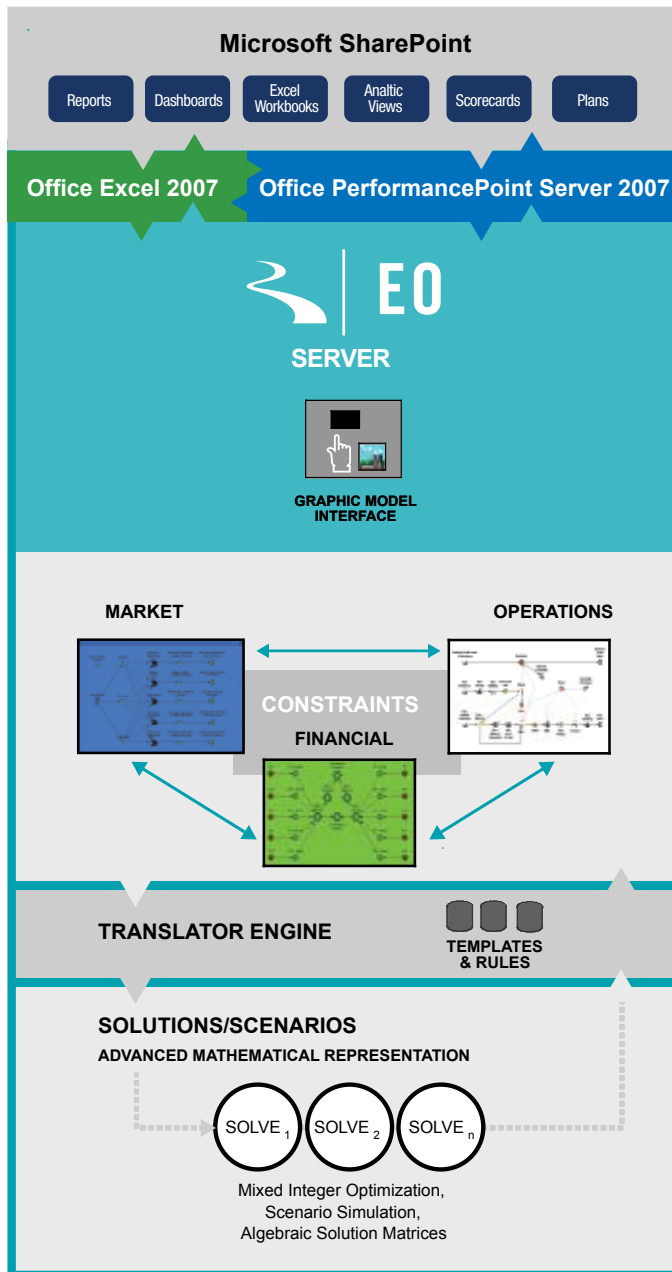 Microsoft SharePoint
Reports
Dashboards
Excel
Workbooks
Analtic
Views
Scorecards
Plans
Office Excel 2007
Office PerformancePoint Server 2007
EO
SERVER
GRAPHIC MODEL
INTERFACE
MARKET
OPERATIONS
CONSTRAINTS
FINANCIAL
TRANSLATOR ENGINE
TEMPLATES
& RULES
SOLUTIONS/SCENARIOS
ADVANCED MATHEMATICAL REPRESENTATION
SOLVE 1
SOLVE 2
SOLVE n
Mixed Integer Optimization,
Scenario Simulation,
Algebraic Solution Matrices